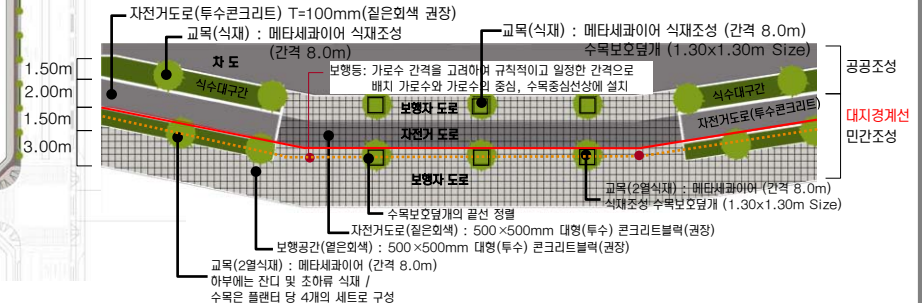 자전거도로(투수콘크리트) T=100mm(짙은회색 권장)
교목(식재) : 메타세콰이어 식재조성
(간격 8.0m)
교목(식재) : 메타세콰이어 (간격 8.0m)
수목보호덮개 (1.30x1.30m Size)
차 도
식수대구간
보행등: 가로수 간격을 고려하여 규칙적이고 일정한 간격으로
배치 가로수와 가로수의 중심, 수목중심선상에 설치
식수대구간
공공조성
1.50m
2.00m
1.50m
3.00m
보행자 도로
자전거 도로
자전거도로(투수콘크리트)
대지경계선
민간조성
보행자 도로
교목(2열식재) : 메타세콰이어 (간격 8.0m)
식재조성 수목보호덮개 (1.30x1.30m Size)
수목보호덮개의 끝선 정렬
자전거도로(짙은회색) : 500×500mm 대형(투수) 콘크리트블럭(권장)
보행공간(옅은회색) : 500×500mm 대형(투수) 콘크리트블럭(권장)
교목(2열식재) : 메타세콰이어 (간격 8.0m)
하부에는 잔디 및 초하류 식재 /
수목은 플랜터 당 4개의 세트로 구성